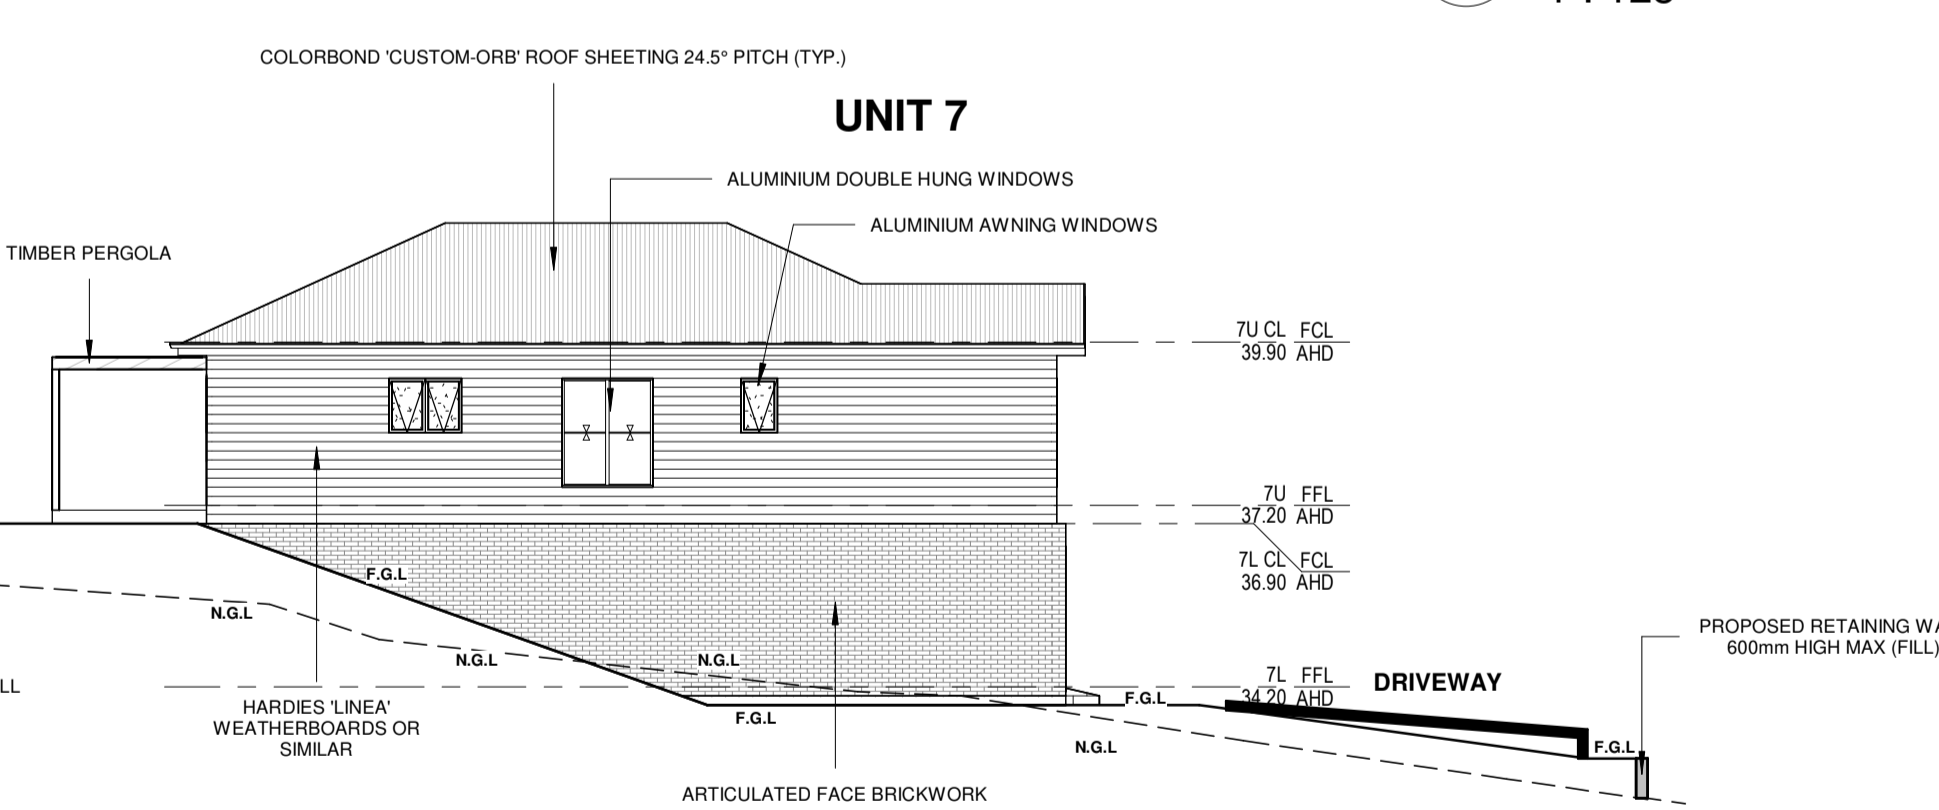 COLORBOND 'CUSTOM-ORB' ROOF SHEETING 24.5° PITCH (TYP.)
UNIT 7
ALUMINIUM DOUBLE HUNG WINDOWS
ALUMINIUM AWNING WINDOWS
TIMBER PERGOLA
7U CL FCL
39.90 AHD
7U FFL
37.20 AHD
7L CL FCL
36.90 AHD
F.G.L
N.G.L
N.G.L
N.G.L
PROPOSED RETAINING WA
600mm HIGH MAX (FILL)
LL
7L FFL
34.20 AHD
DRIVEWAY
F.G.L
F.G.L
N.G.L
F.G.L
HARDIES 'LINEA'
WEATHERBOARDS OR
SIMILAR
ARTICULATED FACE BRICKWORK